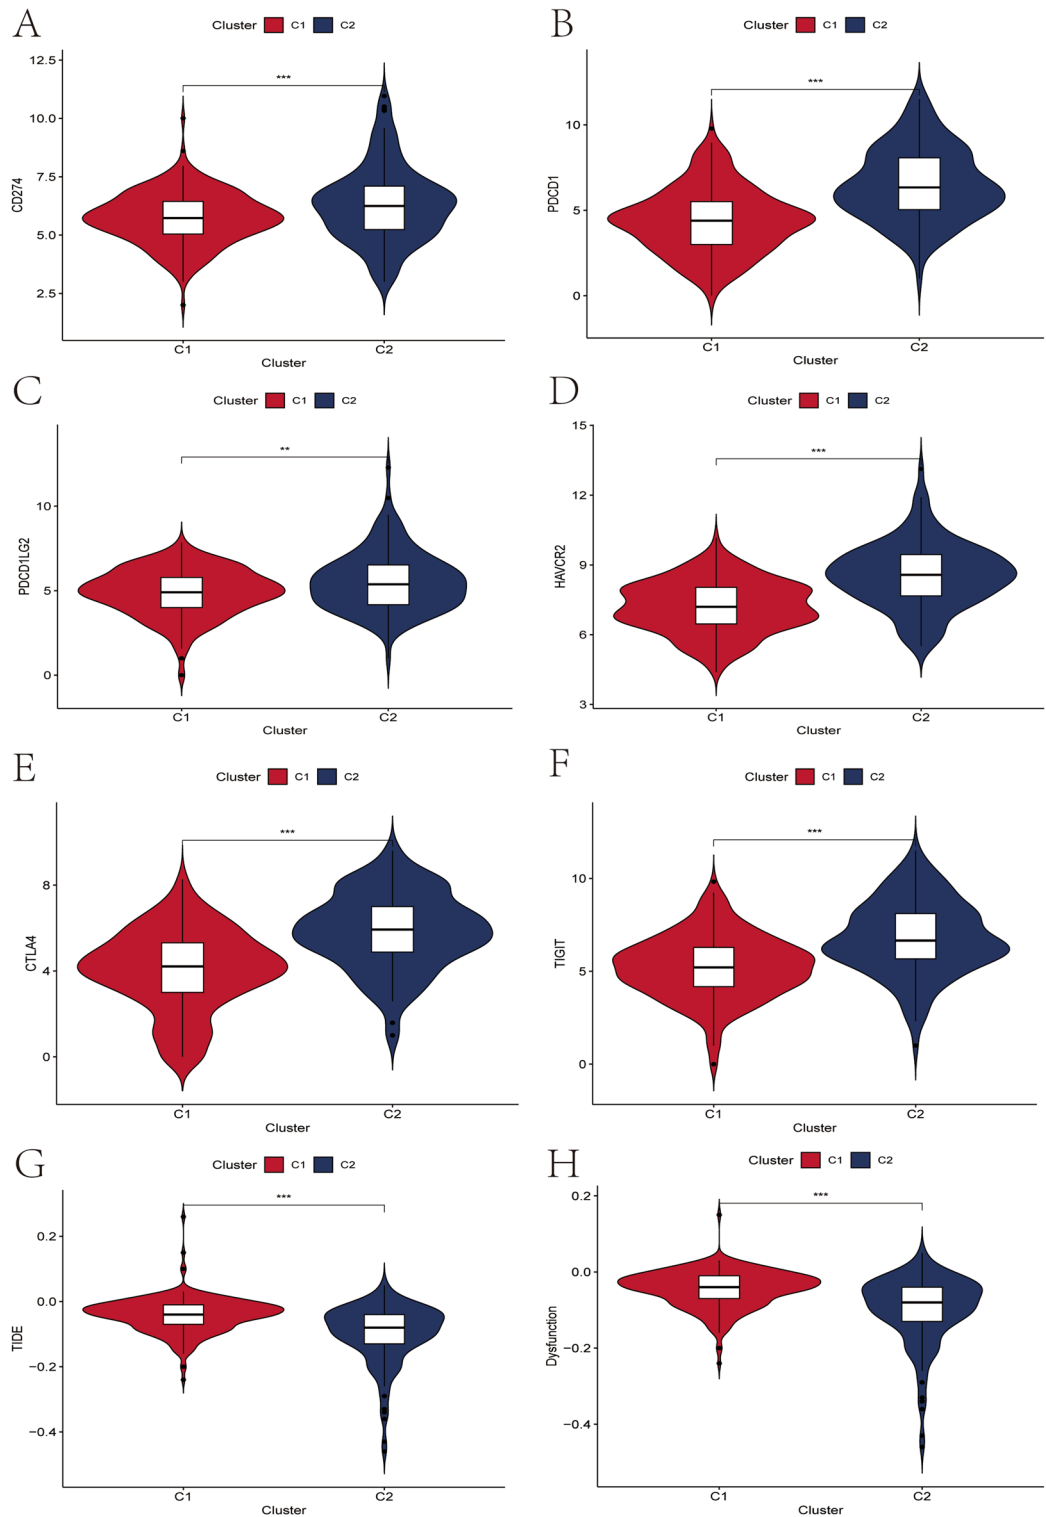 A
Cluster C1 C2
12.5
10.0
7.5
5.0
2.5
CD274
***
C1 C2
Cluster
B
Cluster C1 C2
10
5
0
PDCD1
***
C1 C2
Cluster
C
Cluster C1 C2
10
5
0
PDCD1LG2
**
C1 C2
Cluster
D
Cluster C1 C2
15
12
9
6
3
HAVCR2
***
C1 C2
Cluster
E
Cluster C1 C2
8
4
0
CTLA4
***
C1 C2
Cluster
F
Cluster C1 C2
10
5
0
TIGIT
***
C1 C2
Cluster
G
Cluster C1 C2
0.2
0.0
−0.2
−0.4
TIDE
***
C1 C2
Cluster
H
Cluster C1 C2
0.2
0.0
−0.2
−0.4
Dysfunction
***
C1 C2
Cluster